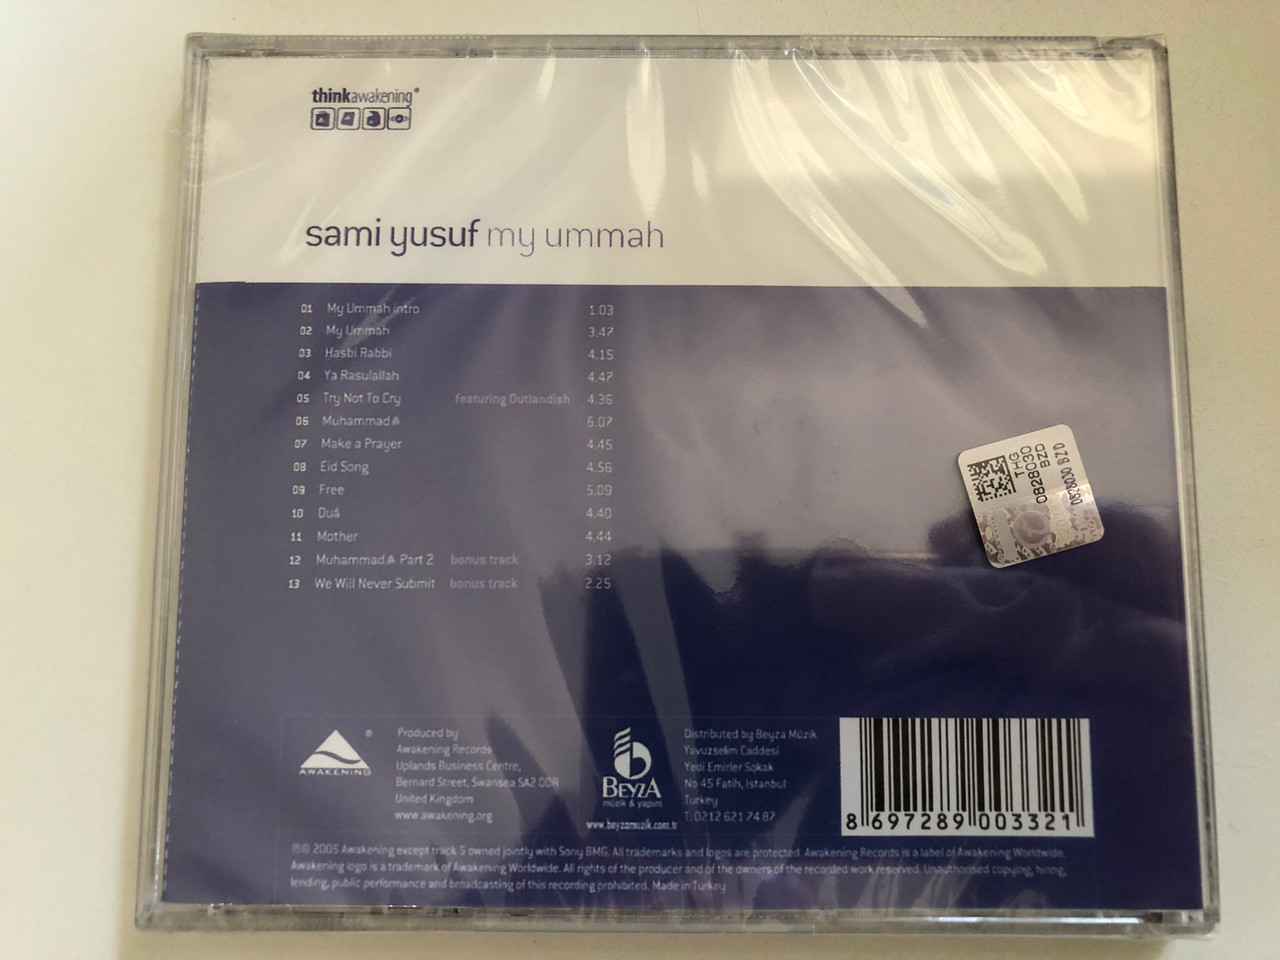 thinkawakening®
sami yusuf my ummah
01 My Ummah intro 1.03
02 My Ummah 3.47
03 Hasbi Rabbi 4.15
04 Ya Rasulallah 4.47
05 Try Not To Cry featuring Outlandish 4.36
06 Muhammad 6.07
07 Make a Prayer 4.45
08 Eid Song 4.56
09 Free 5.09
10 Duå 4.40
11 Mother 4.44
12 Muhammad Part 2 bonus track 3.12
13 We Will Never Submit bonus track 2.25
THG
0828030
BZD
0828030 BZD
®
AWAKENING
Produced by
Awakening Records
Uplands Business Centre,
Bernard Street, Swansea SA2 0DR
United Kingdom
www.awakening.org
BEYZA
müzik & yapım
www.beyzamuzik.com.tr
Distributed by Beyza Müzik
Yavuzselim Caddesi
Yedi Emirler Sokak
No 45 Fatih, Istanbul
Turkey
T: 0212 621 74 87
8 697289 003321
℗© 2005 Awakening except track 5 owned jointly with Sony BMG. All trademarks and logos are protected. Awakening Records is a label of Awakening Worldwide.
Awakening logo is a trademark of Awakening Worldwide. All rights of the producer and of the owners of the recorded work reserved. Unauthorised copying, hiring,
lending, public performance and broadcasting of this recording prohibited. Made in Turkey